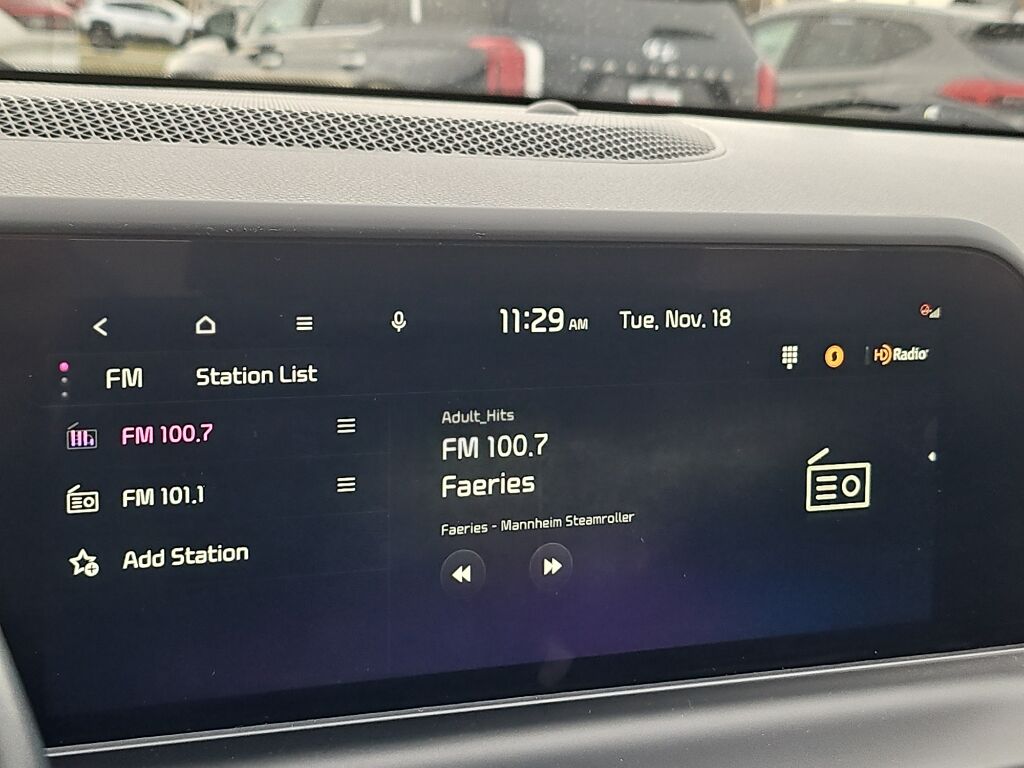 PALISADE
11:29 AM Tue, Nov. 18
HD Radio
FM Station List
FM 100.7
FM 101.1
Add Station
Adult_Hits
FM 100.7
Faeries
Faeries - Mannheim Steamroller